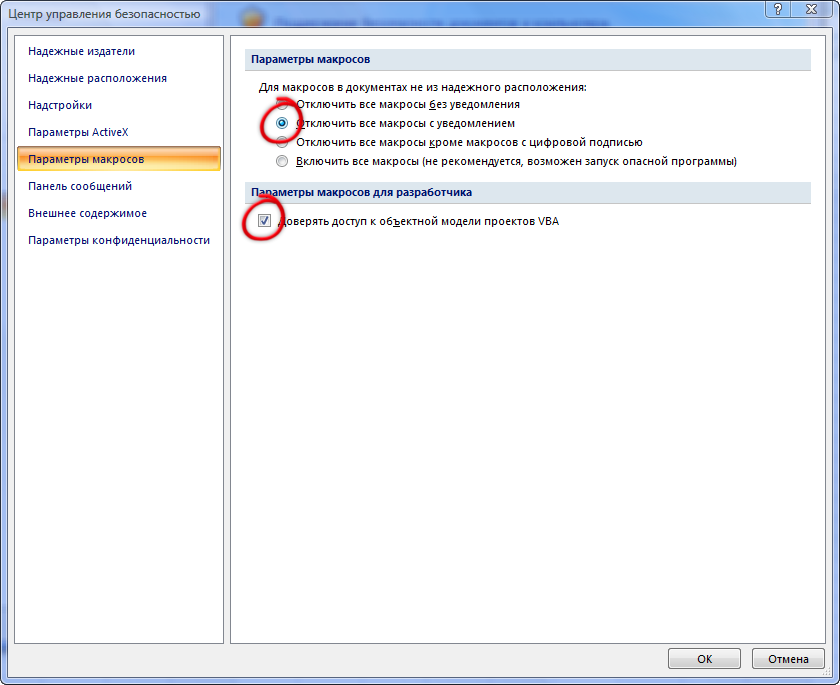 Центр управления безопасностью
Надежные издатели
Надежные расположения
Надстройки
Параметры ActiveX
Параметры макросов
Панель сообщений
Внешнее содержимое
Параметры конфиденциальности
Параметры макросов
Для макросов в документах не из надежного расположения:
Отключить все макросы без уведомления
Отключить все макросы с уведомлением
Отключить все макросы кроме макросов с цифровой подписью
Включить все макросы (не рекомендуется, возможен запуск опасной программы)
Параметры макросов для разработчика
Доверять доступ к объектной модели проектов VBA
ОК
Отмена